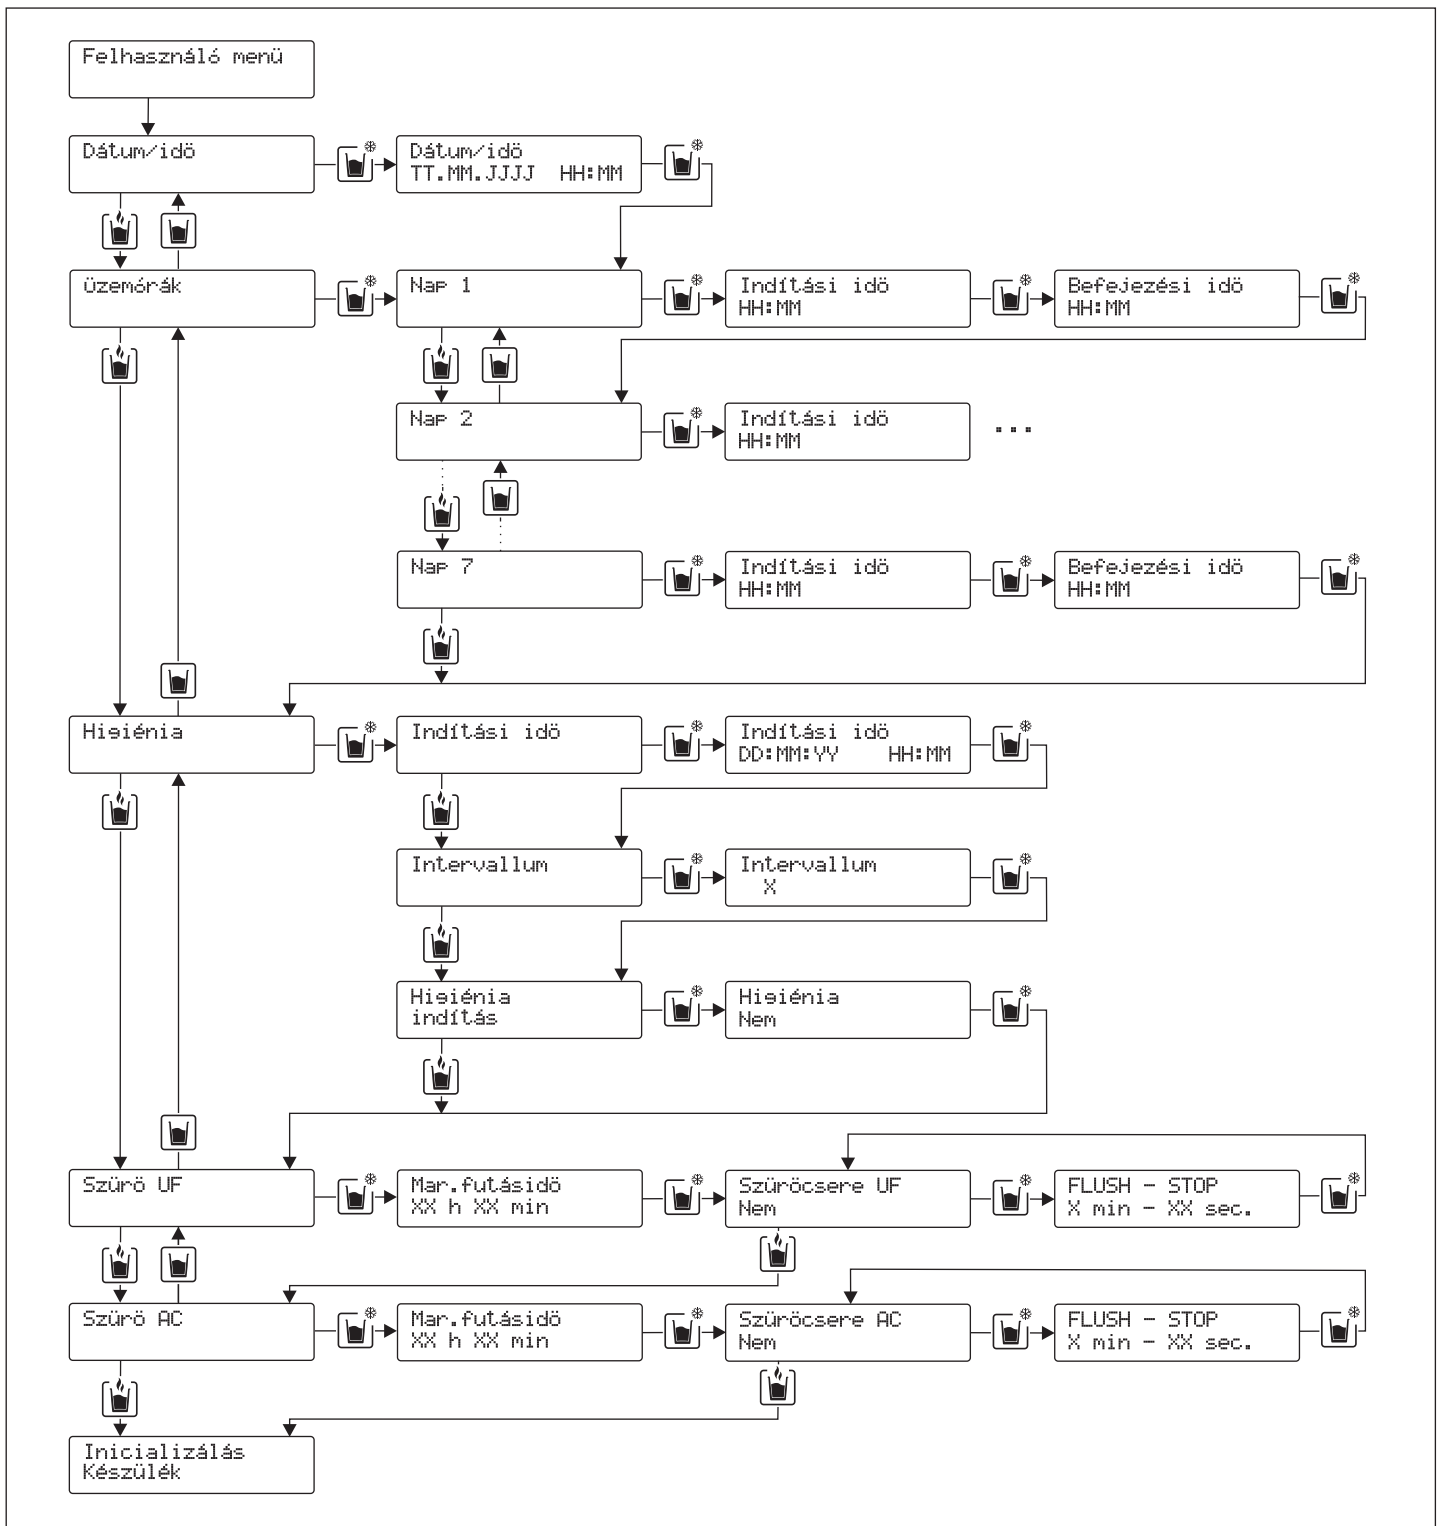 Felhasználó menü
Dátum/idö
Dátum/idö
TT.MM.JJJJ HH:MM
üzemórák
Nap 1
Indítási idö
HH:MM
Befejezési idö
HH:MM
Nap 2
Indítási idö
HH:MM
...
Nap 7
Indítási idö
HH:MM
Befejezési idö
HH:MM
Higiénia
Indítási idö
Indítási idö
DD:MM:YY HH:MM
Intervallum
Intervallum
X
Higiénia
indítás
Higiénia
Nem
Szürö UF
Mar.futásidö
XX h XX min
Szüröcsere UF
Nem
FLUSH - STOP
X min - XX sec.
Szürö AC
Mar.futásidö
XX h XX min
Szüröcsere AC
Nem
FLUSH - STOP
X min - XX sec.
Inicializálás
Készülék